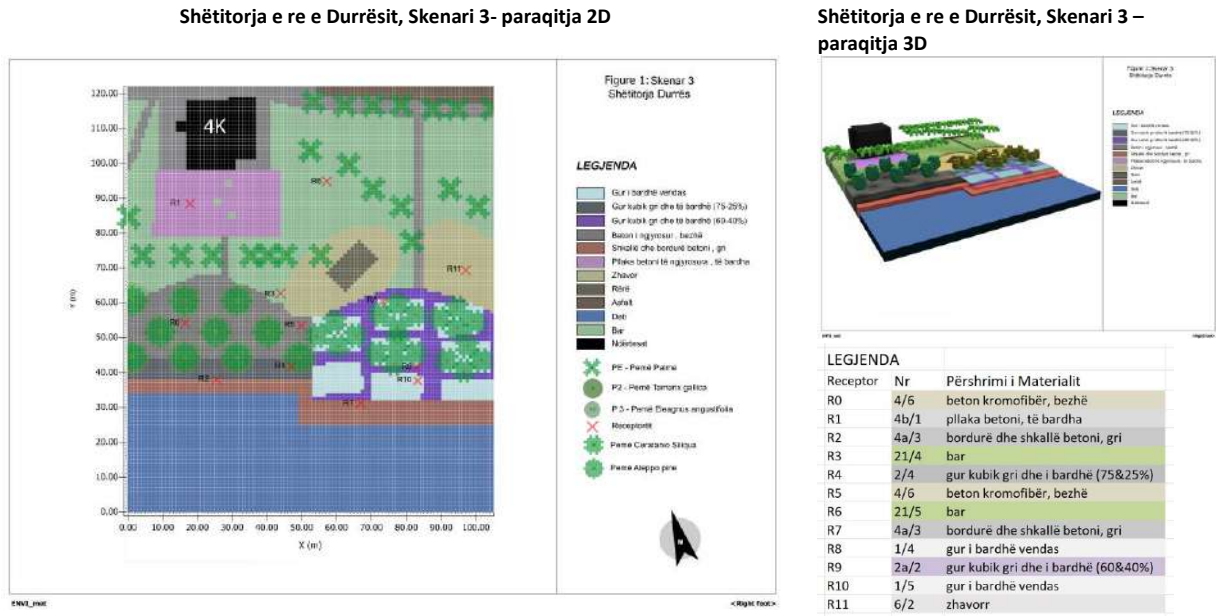 Shëtitorja e re e Durrësit, Skenari 3- paraqitja 2D
Figure 1: Skenar 3
Shëtitorja Durrës
LEGJENDA
Gur i bardhë vendas
Gur kubik gri dhe të bardhë (75-25%)
Gur kubik gri dhe të bardhë (60-40%)
Beton i ngjyrosur , bezhë
Shkallë dhe bordurë betoni , gri
Pllaka betoni të ngjyrosura , të bardha
Zhavor
Rërë
Asfalt
Deti
Bar
Ndërtesat
PE - Pemë Palme
P2 - Pemë Tamarix gallica
P 3 - Pemë Eleagnus angustifolia
Receptorët
Pemë Ceratonio Siliqua
Pemë Aleppo pine
N
120.00
110.00
100.00
90.00
80.00
70.00
60.00
50.00
40.00
30.00
20.00
10.00
0.00
Y (m)
0.00 10.00 20.00 30.00 40.00 50.00 60.00 70.00 80.00 90.00 100.00
X (m)
4K
R1
R11
R5
R2
R10
R7
ENVI_met
<Right foot>
Shëtitorja e re e Durrësit, Skenari 3 –
paraqitja 3D
LEGJENDA
LEGJENDA
Receptor Nr Përshrimi i Materialit
R0 4/6 beton kromofibër, bezhë
R1 4b/1 pllaka betoni, të bardha
R2 4a/3 bordurë dhe shkallë betoni, gri
R3 21/4 bar
R4 2/4 gur kubik gri dhe i bardhë (75&25%)
R5 4/6 beton kromofibër, bezhë
R6 21/5 bar
R7 4a/3 bordurë dhe shkallë betoni, gri
R8 1/4 gur i bardhë vendas
R9 2a/2 gur kubik gri dhe i bardhë (60&40%)
R10 1/5 gur i bardhë vendas
R11 6/2 zhavorr